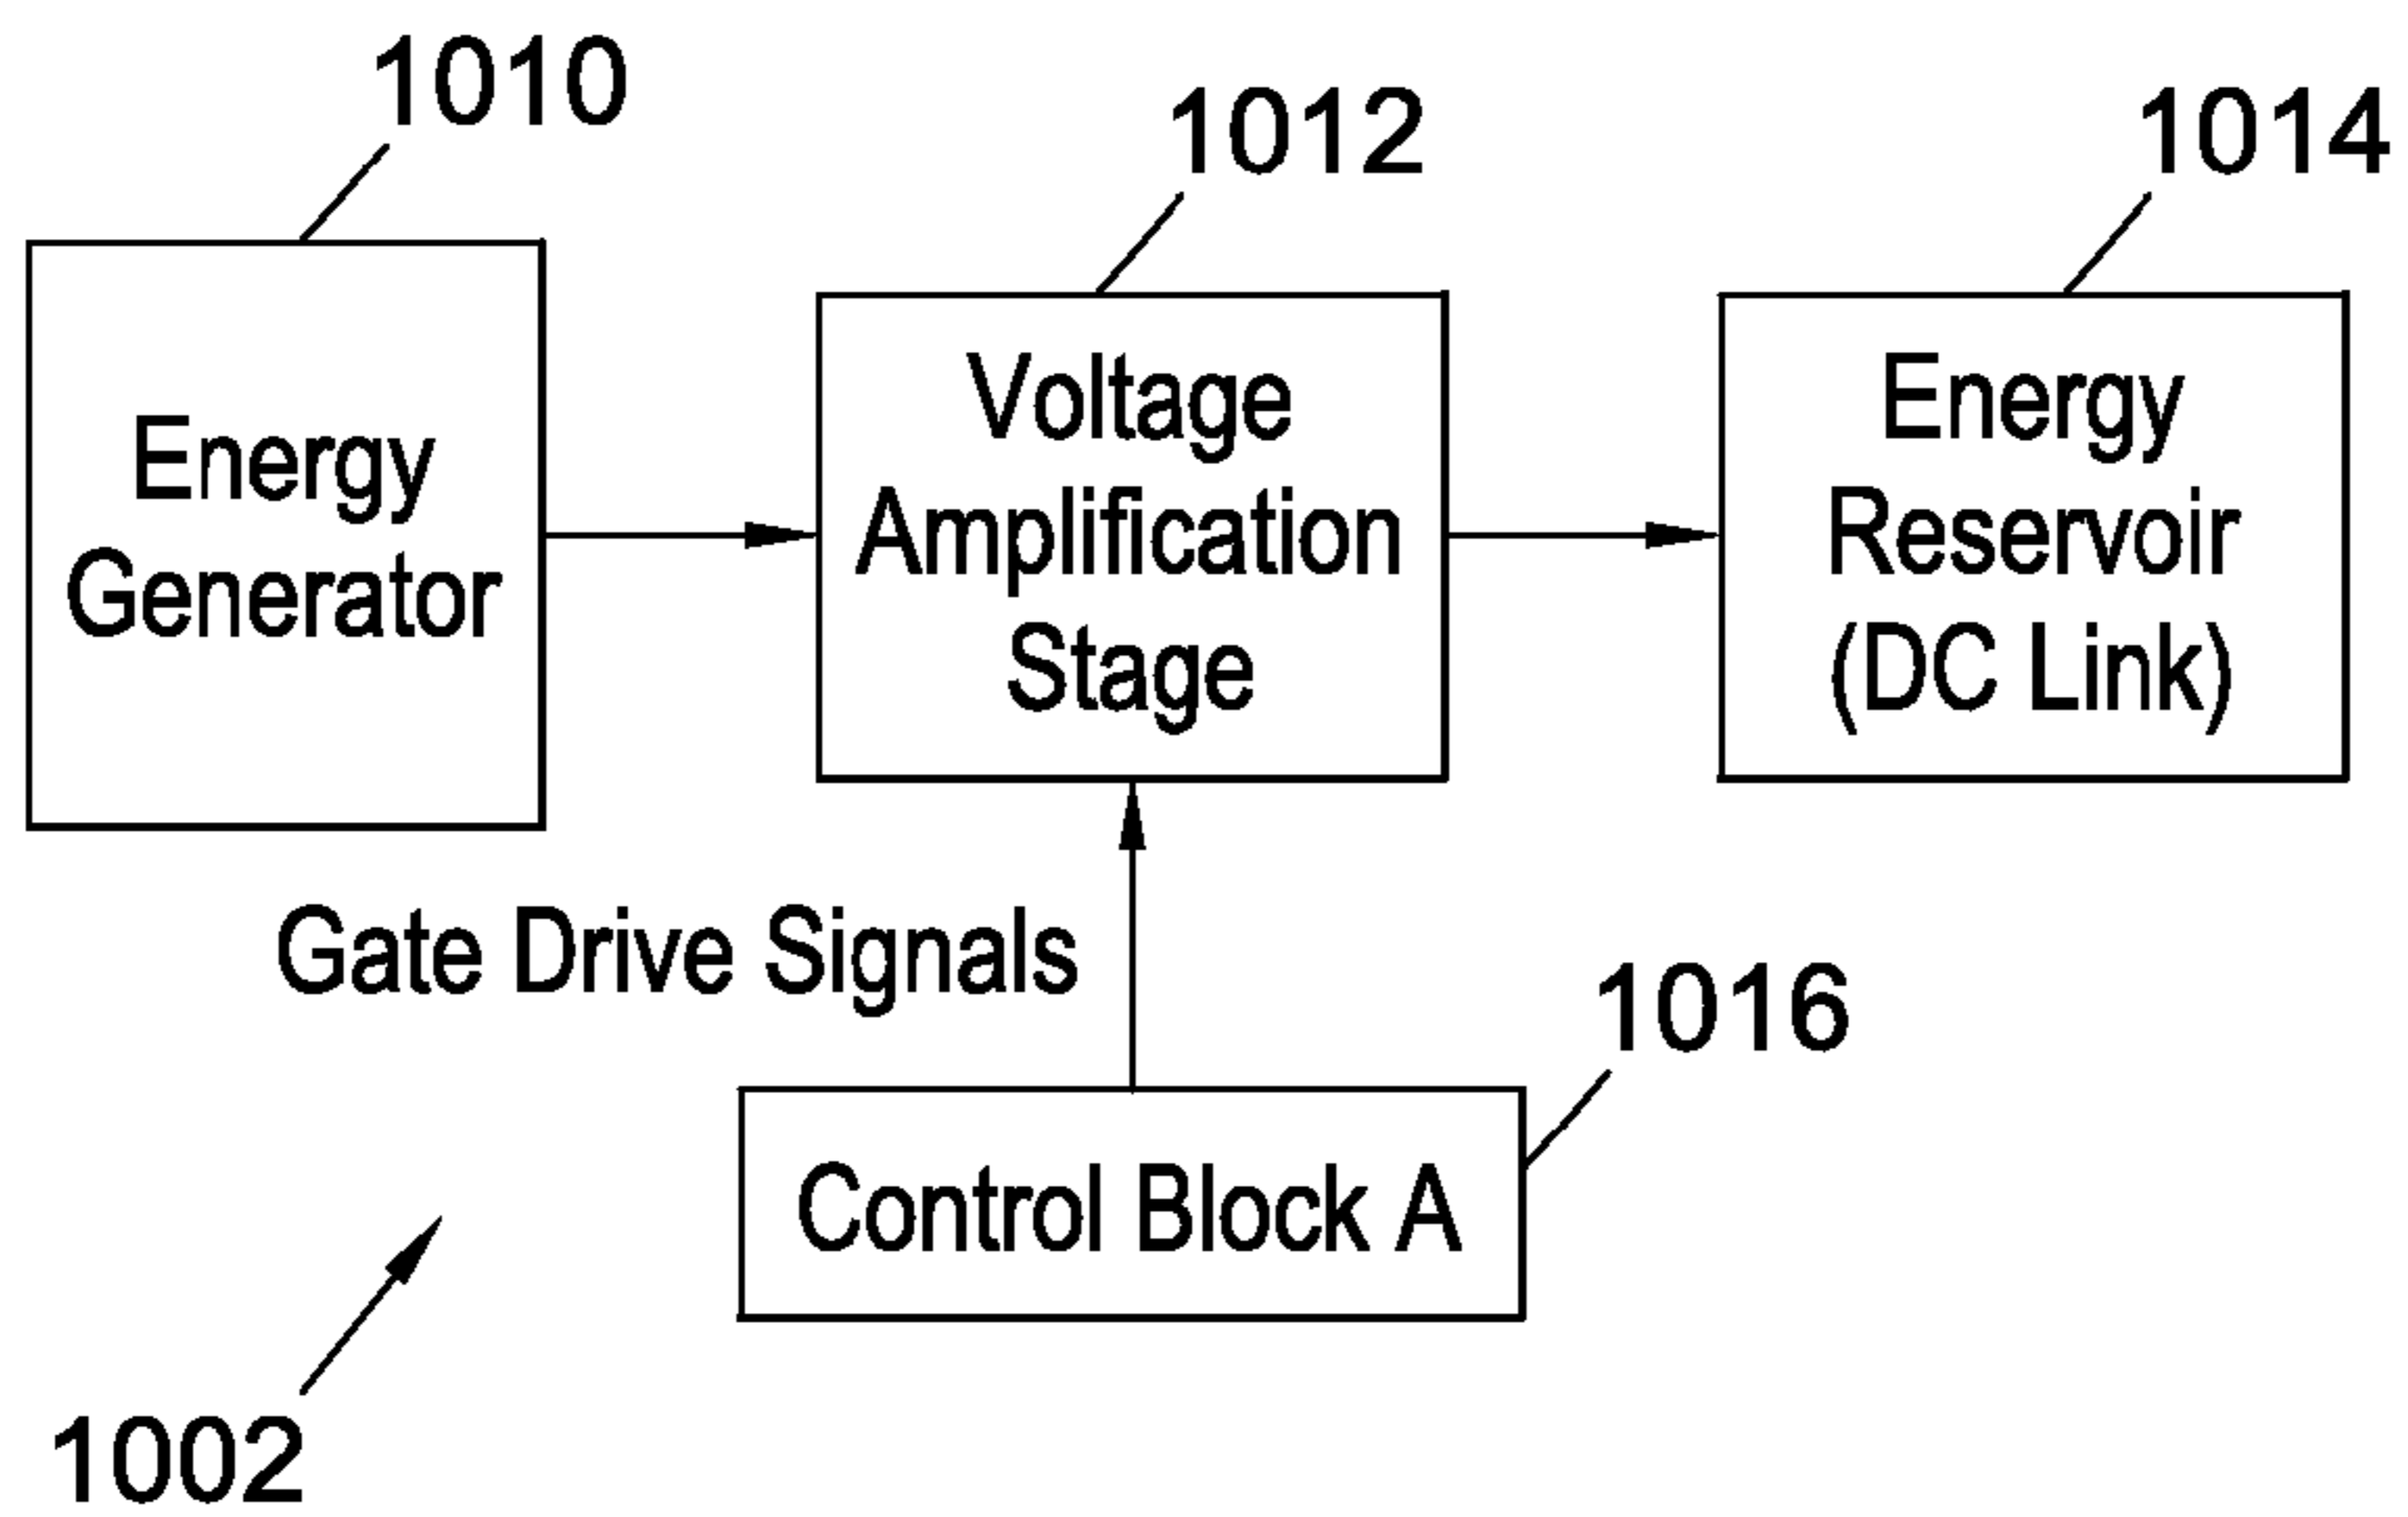 1010
1012
1014
Energy
Generator
Voltage
Amplification
Stage
Energy
Reservoir
(DC Link)
Gate Drive Signals
1016
Control Block A
1002